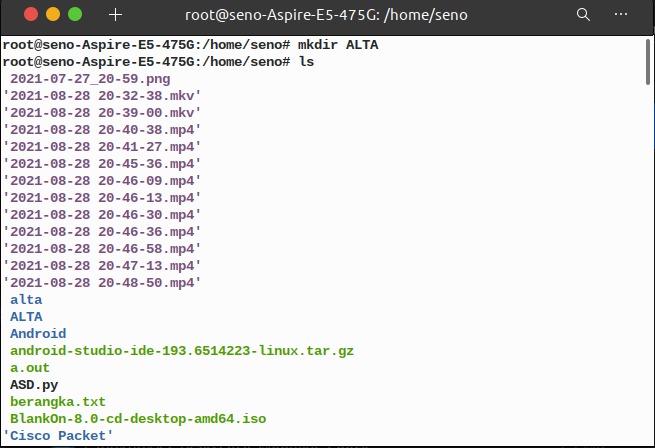 root@seno-Aspire-E5-475G: /home/seno
root@seno-Aspire-E5-475G:/home/seno# mkdir ALTA
root@seno-Aspire-E5-475G:/home/seno# ls
2021-07-27_20-59.png
'2021-08-28 20-32-38.mkv'
'2021-08-28 20-39-00.mkv'
'2021-08-28 20-40-38.mp4'
'2021-08-28 20-41-27.mp4'
'2021-08-28 20-45-36.mp4'
'2021-08-28 20-46-09.mp4'
'2021-08-28 20-46-13.mp4'
'2021-08-28 20-46-30.mp4'
'2021-08-28 20-46-36.mp4'
'2021-08-28 20-46-58.mp4'
'2021-08-28 20-47-13.mp4'
'2021-08-28 20-48-50.mp4'
alta
ALTA
Android
android-studio-ide-193.6514223-linux.tar.gz
a.out
ASD.py
berangka.txt
BlankOn-8.0-cd-desktop-amd64.iso
'Cisco Packet'